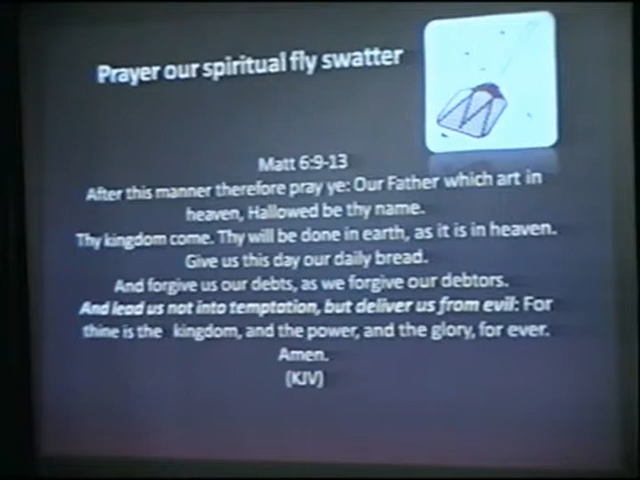 Prayer our spiritual fly swatter
Matt 6:9-13
After this manner therefore pray ye: Our Father which art in
heaven, Hallowed be thy name.
Thy kingdom come. Thy will be done in earth, as it is in heaven.
Give us this day our daily bread.
And forgive us our debts, as we forgive our debtors.
And lead us not into temptation, but deliver us from evil: For
thine is the kingdom, and the power, and the glory, for ever.
Amen.
(KJV)